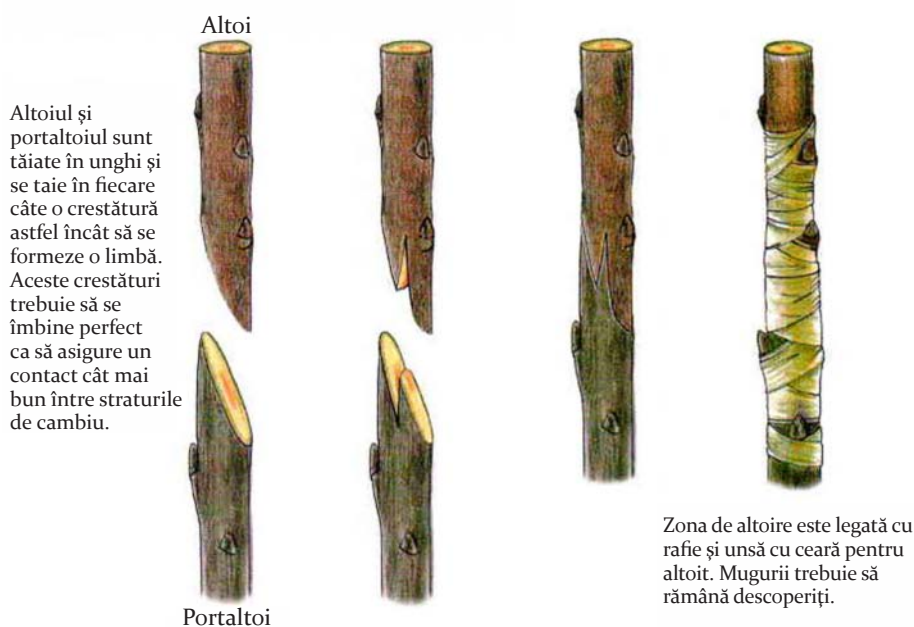 Altoi
Altoiul și
portaltoiul sunt
tăiate în unghi și
se taie în fiecare
câte o crestătură
astfel încât să se
formeze o limbă.
Aceste crestături
trebuie să se
îmbine perfect
ca să asigure un
contact cât mai
bun între straturile
de cambiu.
Portaltoi
Zona de altoire este legată cu
rafie și unsă cu ceară pentru
altoit. Mugurii trebuie să
rămână descoperiți.